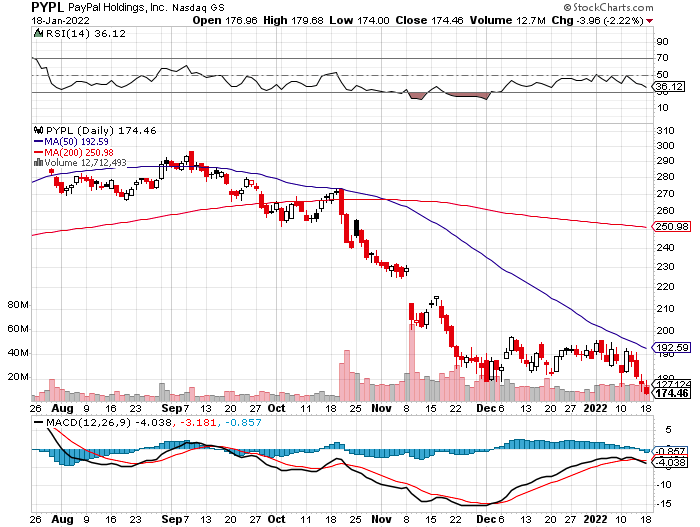 PYPL PayPal Holdings, Inc. Nasdaq GS © StockCharts.com
18-Jan-2022 Open 176.96 High 179.68 Low 174.00 Close 174.46 Volume 12.7M Chg -3.96 (-2.22%)
RSI(14) 36.12
90
70
50
36.12
30
10
PYPL (Daily) 174.46
MA(50) 192.59
MA(200) 250.98
Volume 12,712,493
310
300
290
280
270
260
250.98
240
230
220
210
200
192.59
190
180
174.46
80M
60M
40M
20M
26 Aug 9 16 23 Sep 7 13 20 27 Oct 11 18 25 Nov 8 15 22 Dec 6 13 20 27 2022 10 18
MACD(12,26,9) -4.038, -3.181, -0.857
5
-0.857
-4.038
-10
-15
26 Aug 9 16 23 Sep 7 13 20 27 Oct 11 18 25 Nov 8 15 22 Dec 6 13 20 27 2022 10 18